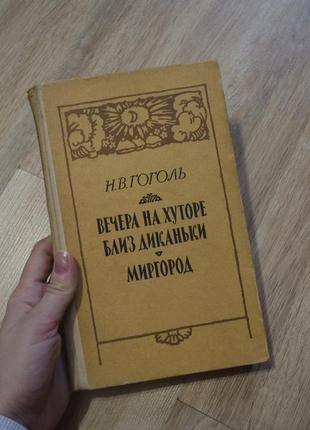 Н.В.ГОГОЛЬ
ВЕЧЕРА НА ХУТОРЕ
БЛИЗ ДИКАНЬКИ
МИРГОРОД